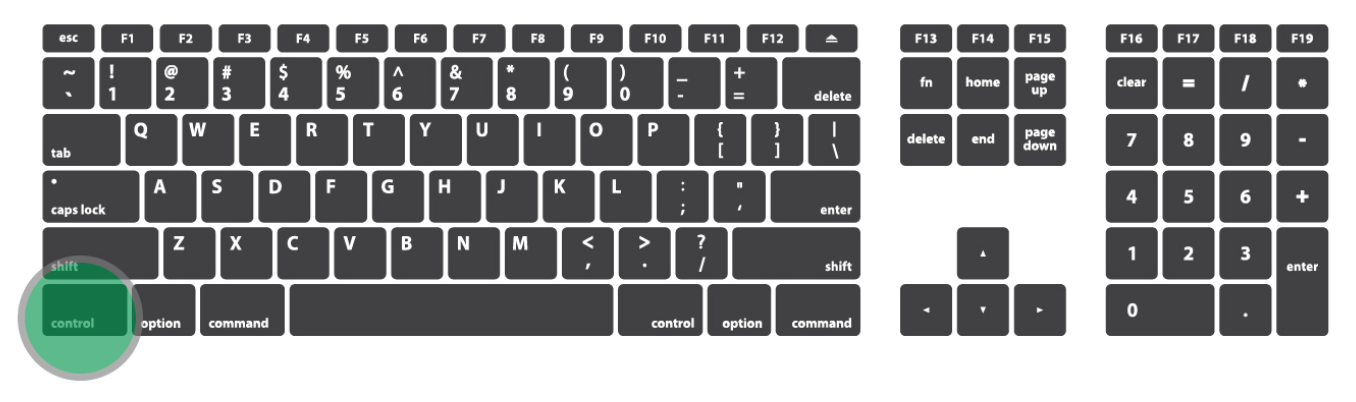 esc F1 F2 F3 F4 F5 F6 F7 F8 F9 F10 F11 F12 F13 F14 F15 F16 F17 F18 F19
~ ! @ # $ % ^ & * ( ) _ +
` 1 2 3 4 5 6 7 8 9 0 - = delete fn home page up clear = / *
tab Q W E R T Y U I O P { [ } ] | \ delete end page down 7 8 9 -
caps lock A S D F G H J K L : ; " ' enter 4 5 6 +
shift Z X C V B N M < , > . ? / shift 1 2 3 enter
control option command control option command 0 .